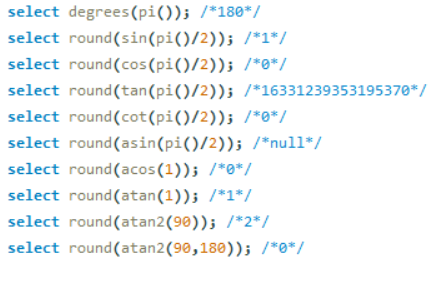 select degrees(pi()); /*180*/
select round(sin(pi()/2)); /*1*/
select round(cos(pi()/2)); /*0*/
select round(tan(pi()/2)); /*16331239353195370*/
select round(cot(pi()/2)); /*0*/
select round(asin(pi()/2)); /*null*/
select round(acos(1)); /*0*/
select round(atan(1)); /*1*/
select round(atan2(90)); /*2*/
select round(atan2(90,180)); /*0*/